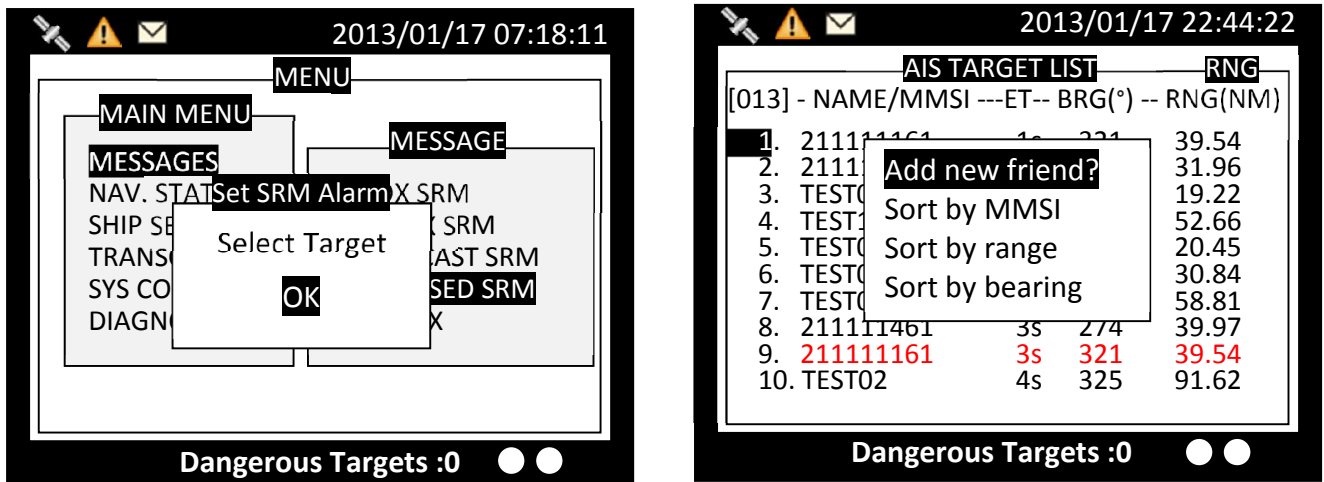 2013/01/17 07:18:11
MENU
MAIN MENU
MESSAGES
NAV. STAT
SHIP SE
TRANS
SYS CO
DIAGN
MESSAGE
X SRM
SRM
AST SRM
SED SRM
X
Set SRM Alarm
Select Target
OK
Dangerous Targets :0
2013/01/17 22:44:22
AIS TARGET LIST RNG
[013] - NAME/MMSI ---ET-- BRG(°) -- RNG(NM)
1. 211111161 1s 321 39.54
2. 2111 31.96
3. TEST0 19.22
4. TEST1 52.66
5. TEST0 20.45
6. TEST0 30.84
7. TEST0 58.81
8. 211111461 3s 274 39.97
9. 211111161 3s 321 39.54
10. TEST02 4s 325 91.62
Add new friend?
Sort by MMSI
Sort by range
Sort by bearing
Dangerous Targets :0